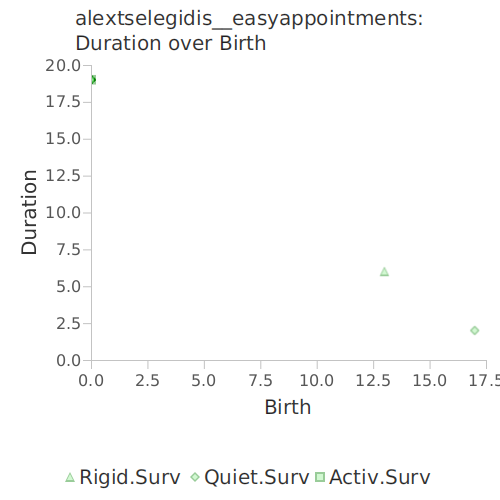 alextselegidis__easyappointments:
Duration over Birth
20.0
17.5
15.0
12.5
10.0
7.5
5.0
2.5
0.0
Duration
0.0 2.5 5.0 7.5 10.0 12.5 15.0 17.5
Birth
Rigid.Surv Quiet.Surv Activ.Surv